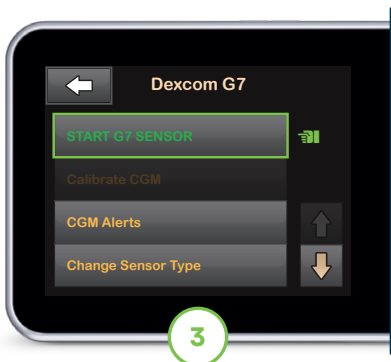 Dexcom G7
START G7 SENSOR
Calibrate CGM
CGM Alerts
Change Sensor Type
3